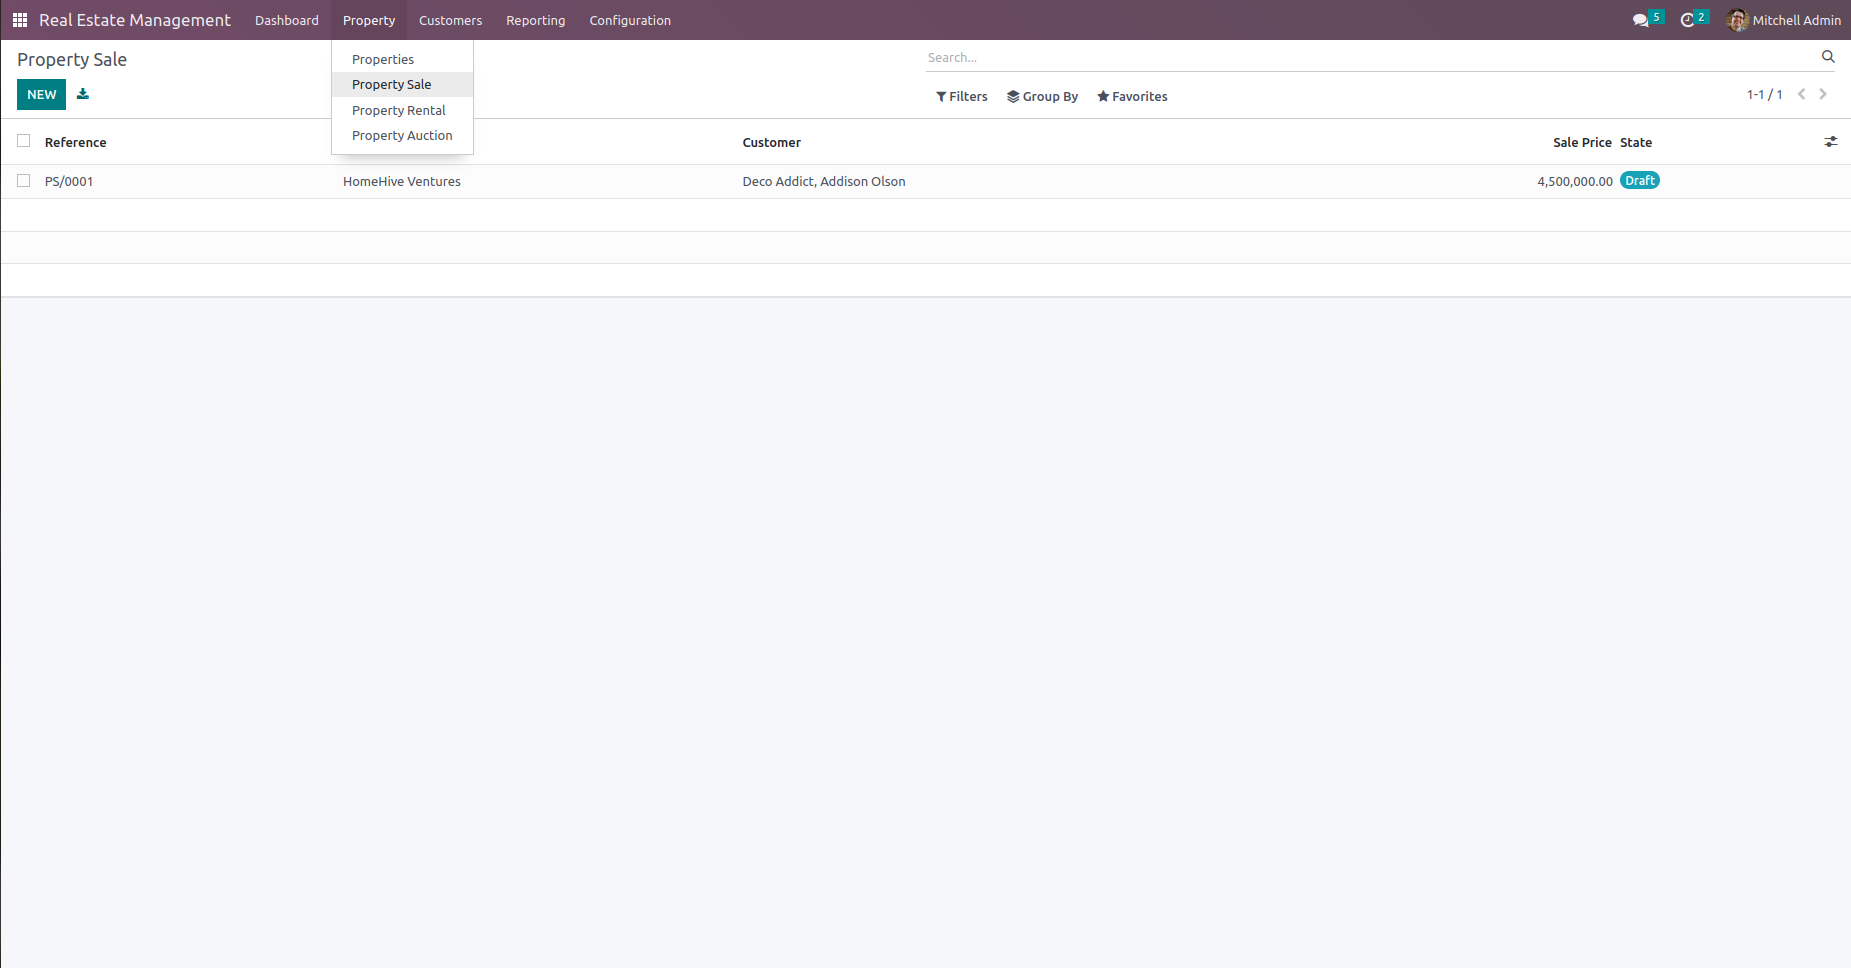 Real Estate Management Dashboard Property Customers Reporting Configuration 5 2 Mitchell Admin
Property Sale
Search...
NEW
Filters Group By Favorites
1-1 / 1
Properties
Property Sale
Property Rental
Property Auction
Reference Customer Sale Price State
PS/0001 HomeHive Ventures Deco Addict, Addison Olson 4,500,000.00 Draft